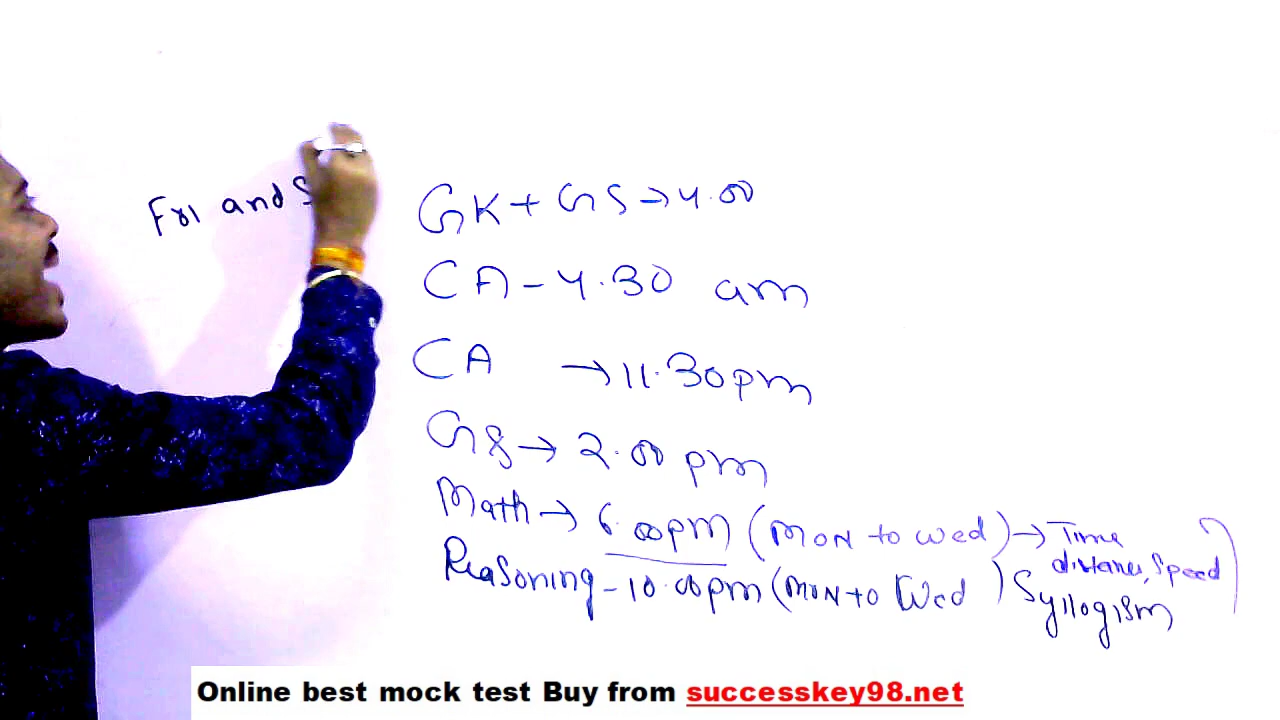 Fri and S
GK + GS → 4.00
CA - 4.30 am
CA → 11.30pm
GS → 2.00 pm
Math → 6.00pm (MON to Wed) → Time distance, Speed
Reasoning - 10.00pm (MON to Wed) Syllogism
Online best mock test Buy from successkey98.net